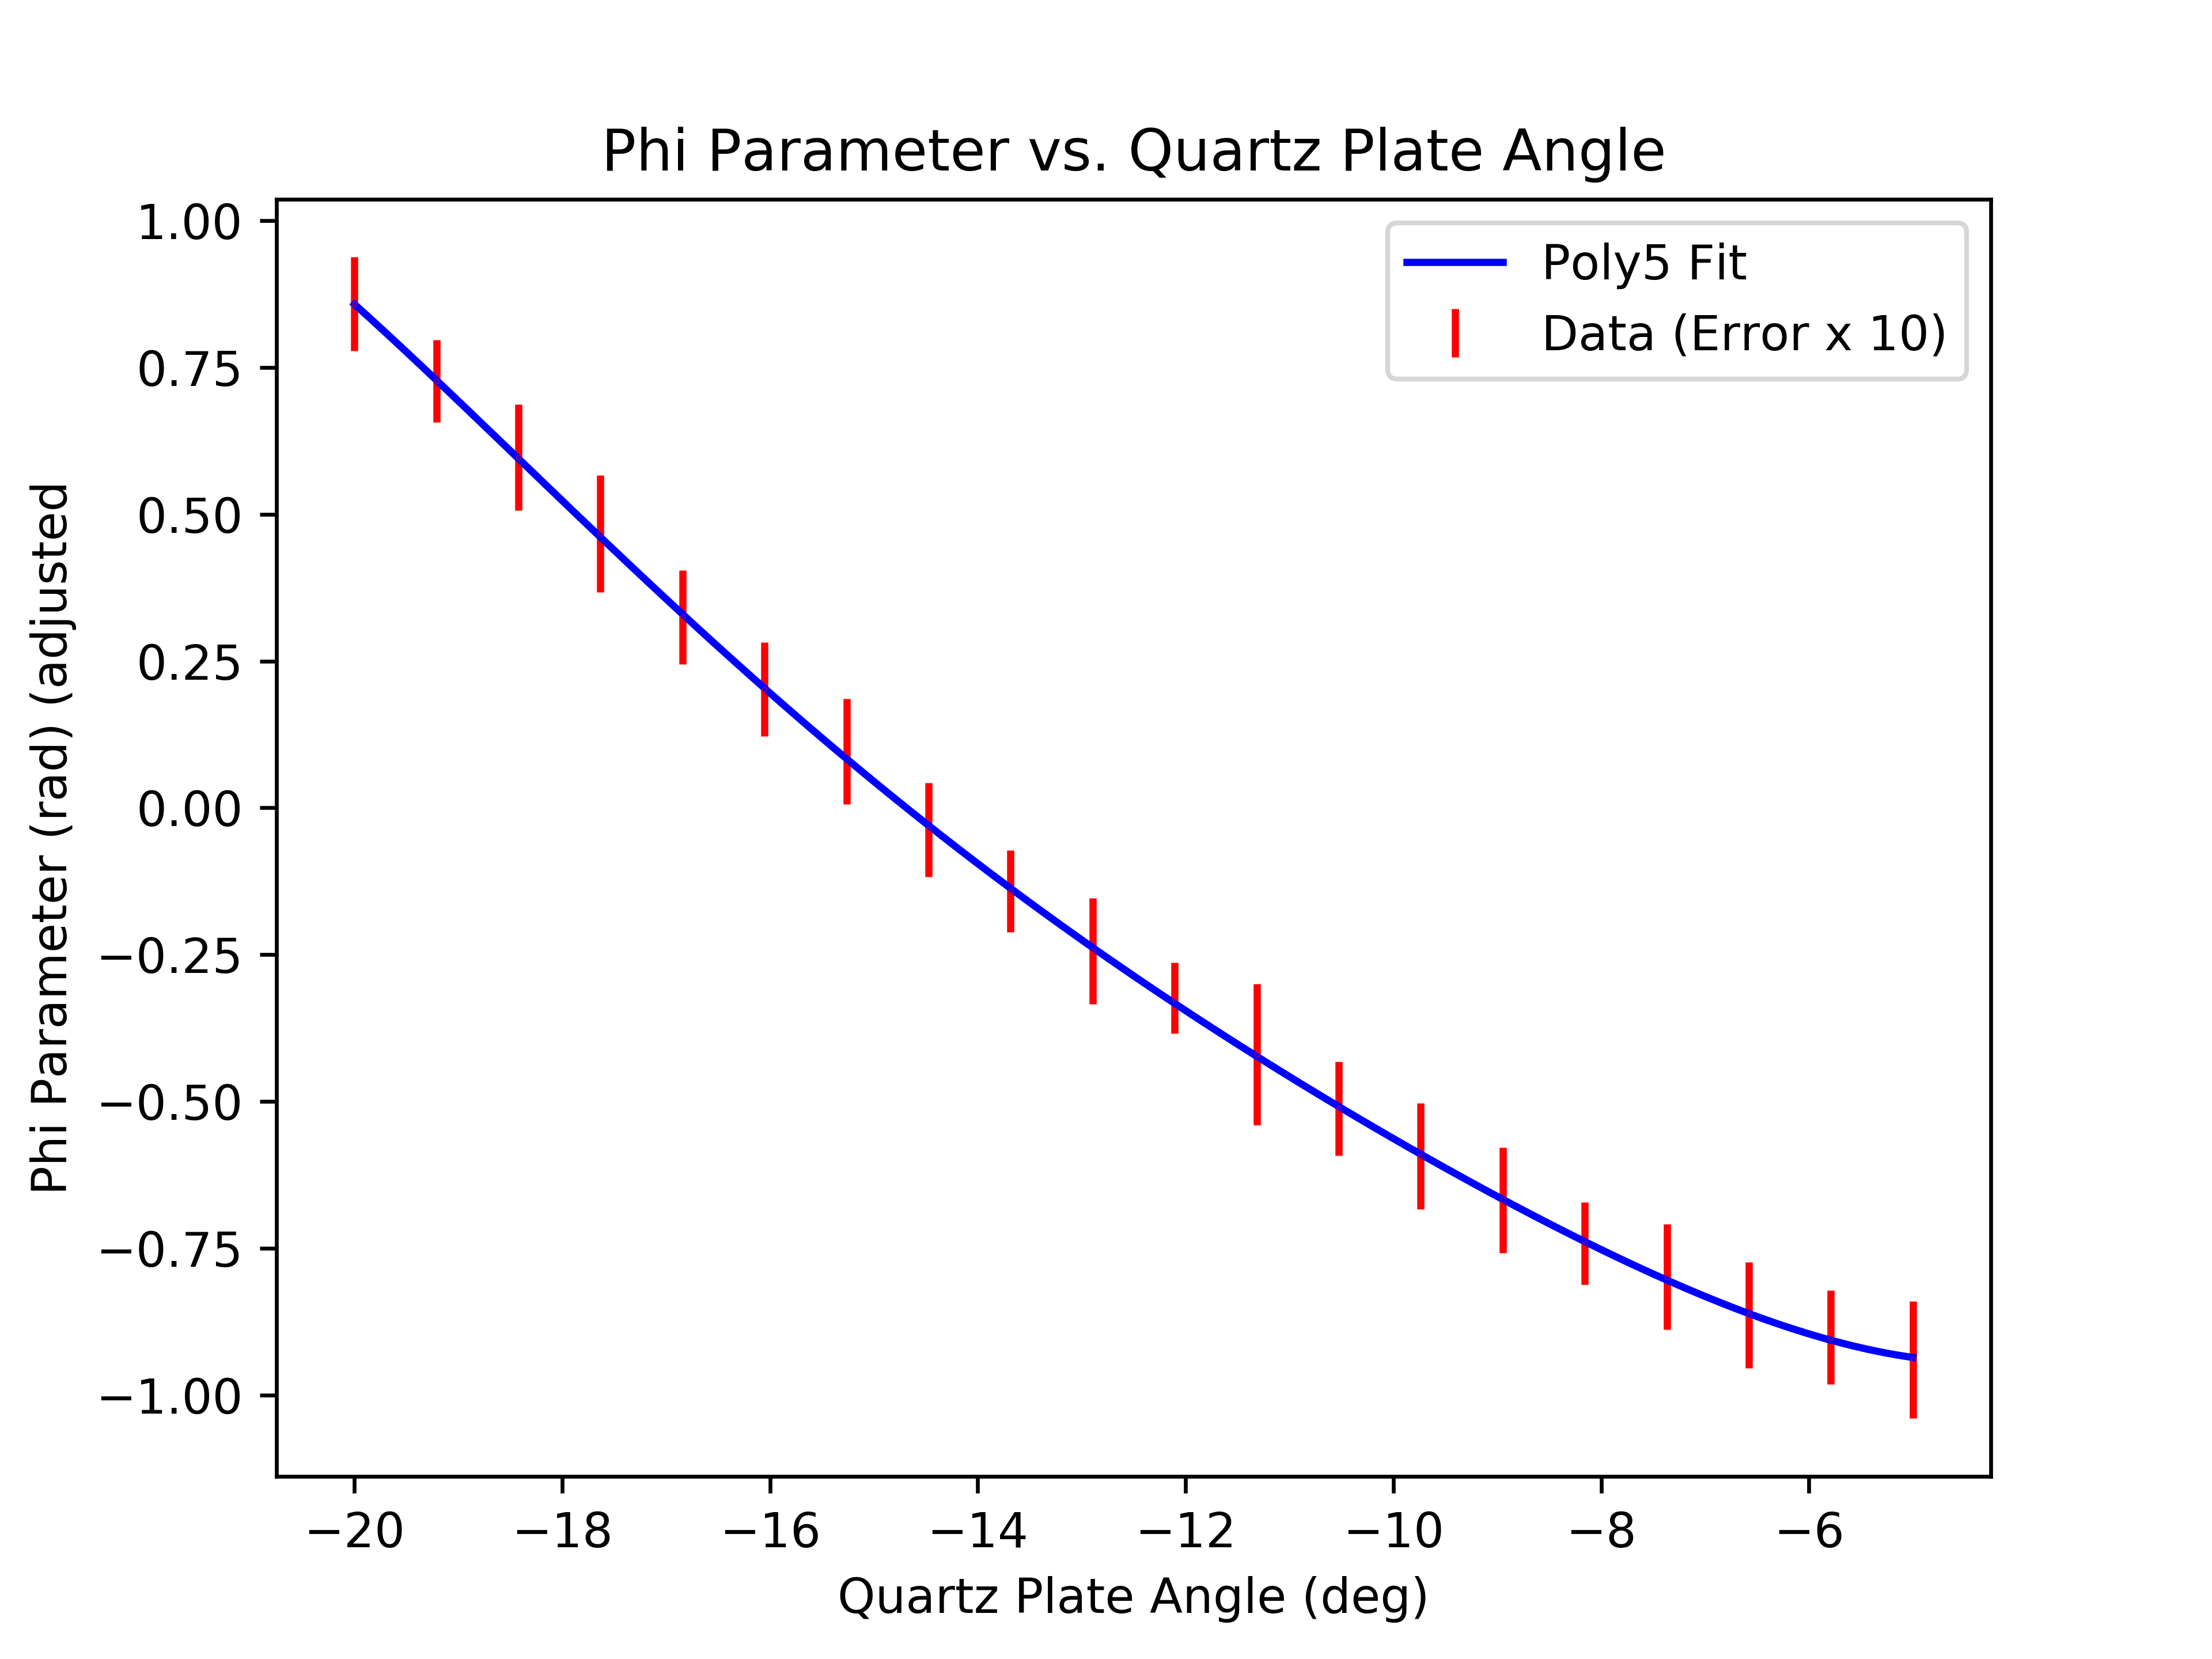 Phi Parameter vs. Quartz Plate Angle
Poly5 Fit
Data (Error x 10)
Phi Parameter (rad) (adjusted
1.00
0.75
0.50
0.25
0.00
−0.25
−0.50
−0.75
−1.00
−20 −18 −16 −14 −12 −10 −8 −6
Quartz Plate Angle (deg)